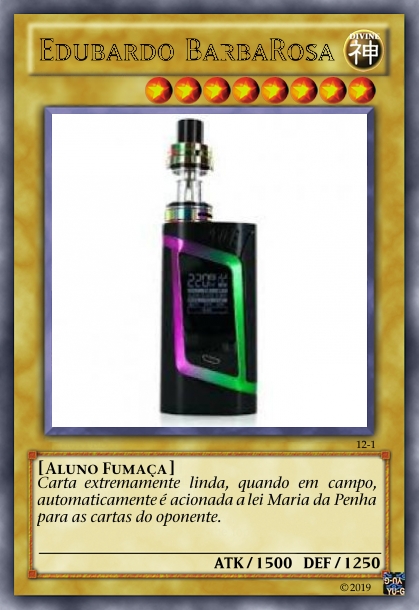 Edubardo BarbaRosa
DIVINE
神
220W
12-1
[Aluno Fumaça]
Carta extremamente linda, quando em campo,
automaticamente é acionada a lei Maria da Penha
para as cartas do oponente.
ATK / 1500 DEF / 1250
©2019